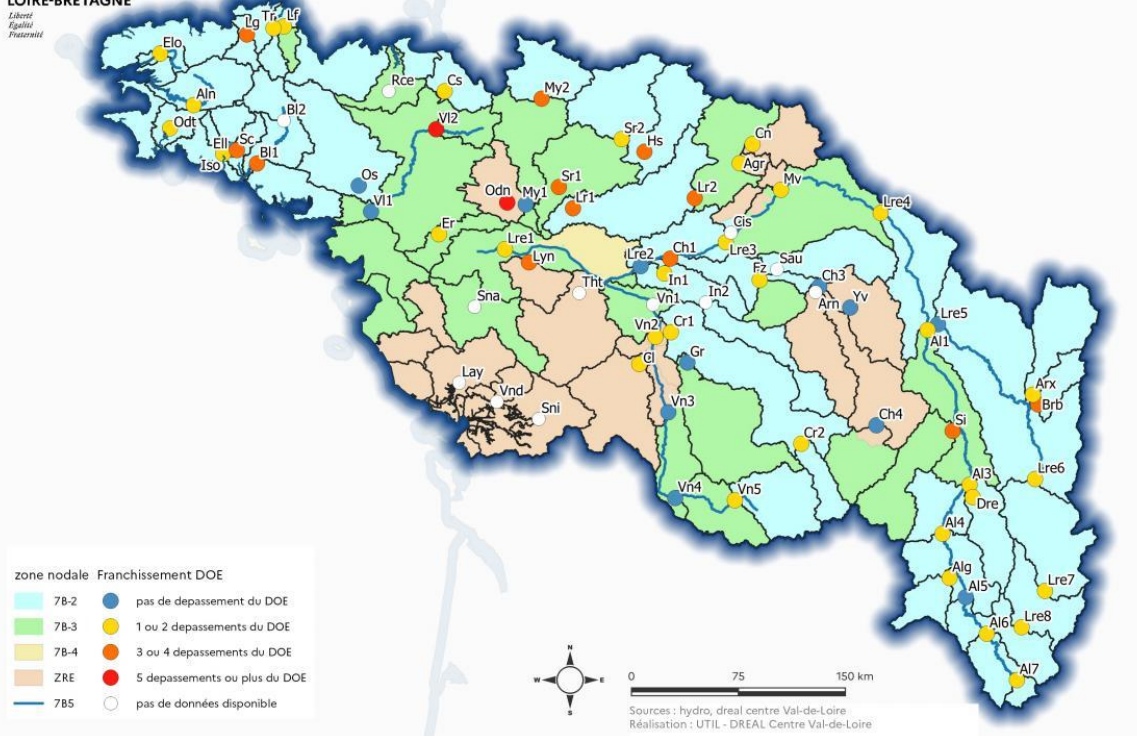 LOIRE-BRETAGNE
Liberté
Égalité
Fraternité
Lg
Tr
Lf
Elo
Rce
Cs
My2
Aln
Bl2
Odt
Vl2
Sr2
Hs
Cn
Ell
Sc
Iso
Bl1
Agr
Os
Vl1
Odn
My1
Sr1
Lr1
Lr2
Mv
Lre4
Er
Cis
Lre1
Lyn
Lre2
Ch1
Lre3
In1
Fz
Sau
Ch3
Tht
Sna
Vn1
In2
Arn
Yv
Lre5
Al1
Vn2
Cr1
Cl
Gr
Lay
Vnd
Sni
Vn3
Arx
Brb
Ch4
Si
Cr2
Al3
Lre6
Dre
Vn4
Vn5
Al4
Alg
Al5
Lre7
Lre8
Al6
Al7
zone nodale Franchissement DOE
7B-2 pas de depassement du DOE
7B-3 1 ou 2 depassements du DOE
7B-4 3 ou 4 depassements du DOE
ZRE 5 depassements ou plus du DOE
7B5 pas de données disponible
N
W E
S
0 75 150 km
Sources : hydro, dreal centre Val-de-Loire
Réalisation : UTIL - DREAL Centre Val-de-Loire